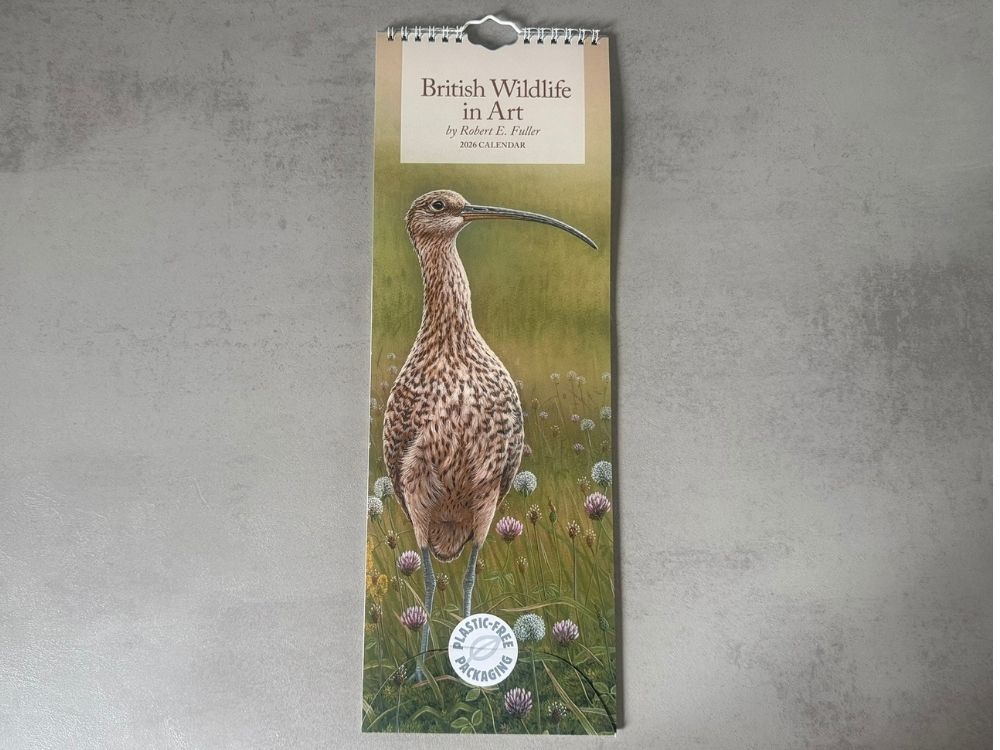 British Wildlife
in Art
by Robert E. Fuller
2026 CALENDAR
PLASTIC-FREE
PACKAGING